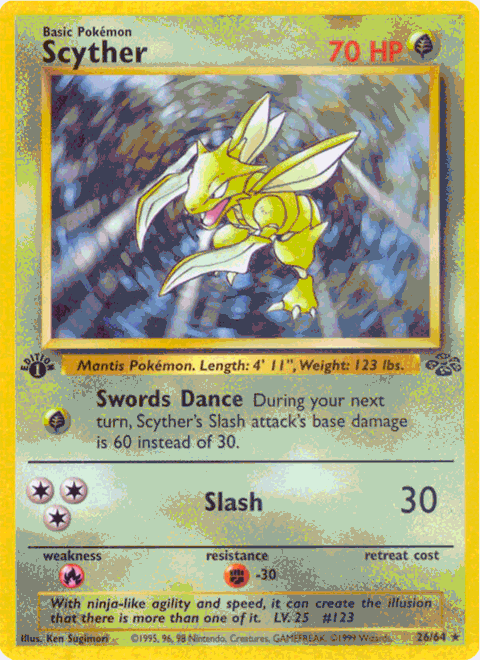 Basic Pokémon
Scyther
70 HP
EDITION
1
Mantis Pokémon. Length: 4' 11", Weight: 123 lbs.
Swords Dance During your next
turn, Scyther's Slash attack's base damage
is 60 instead of 30.
Slash 30
weakness resistance retreat cost
-30
With ninja-like agility and speed, it can create the illusion
that there is more than one of it. LV. 25 #123
Illus. Ken Sugimori ©1995, 96, 98 Nintendo, Creatures, GAMEFREAK. ©1999 Wizards. 26/64 ★